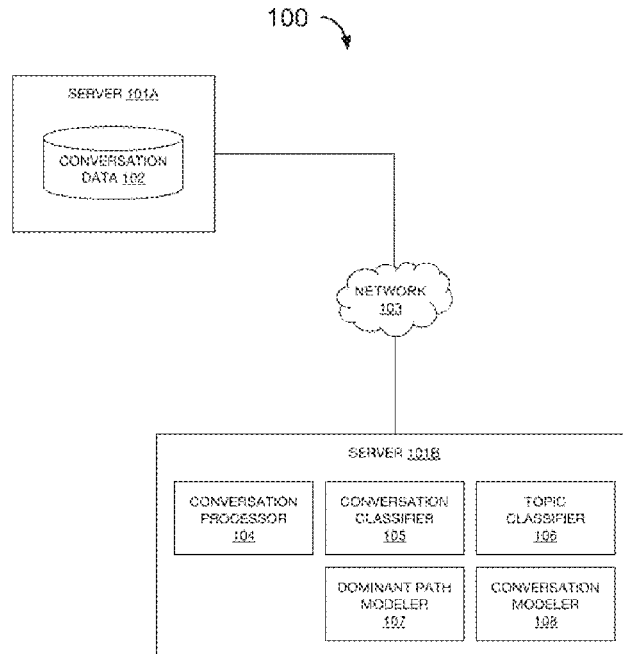 100
SERVER 101A
CONVERSATION
DATA 102
NETWORK
103
SERVER 101B
CONVERSATION
PROCESSOR
104
CONVERSATION
CLASSIFIER
105
TOPIC
CLASSIFIER
106
DOMINANT PATH
MODELER
107
CONVERSATION
MODELER
108